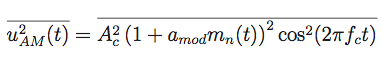 $\overline{u_{AM}^2(t)} = \overline{A_c^2 \left(1 + a_{mod} m_n(t)\right)^2 \cos^2(2\pi f_c t)}$